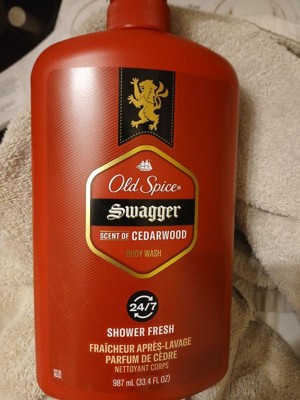 Old Spice®
Swagger
SCENT OF CEDARWOOD
BODY WASH
24/7
SHOWER FRESH
FRAÎCHEUR APRÈS-LAVAGE
PARFUM DE CÈDRE
NETTOYANT CORPS
987 mL (33.4 FL OZ)